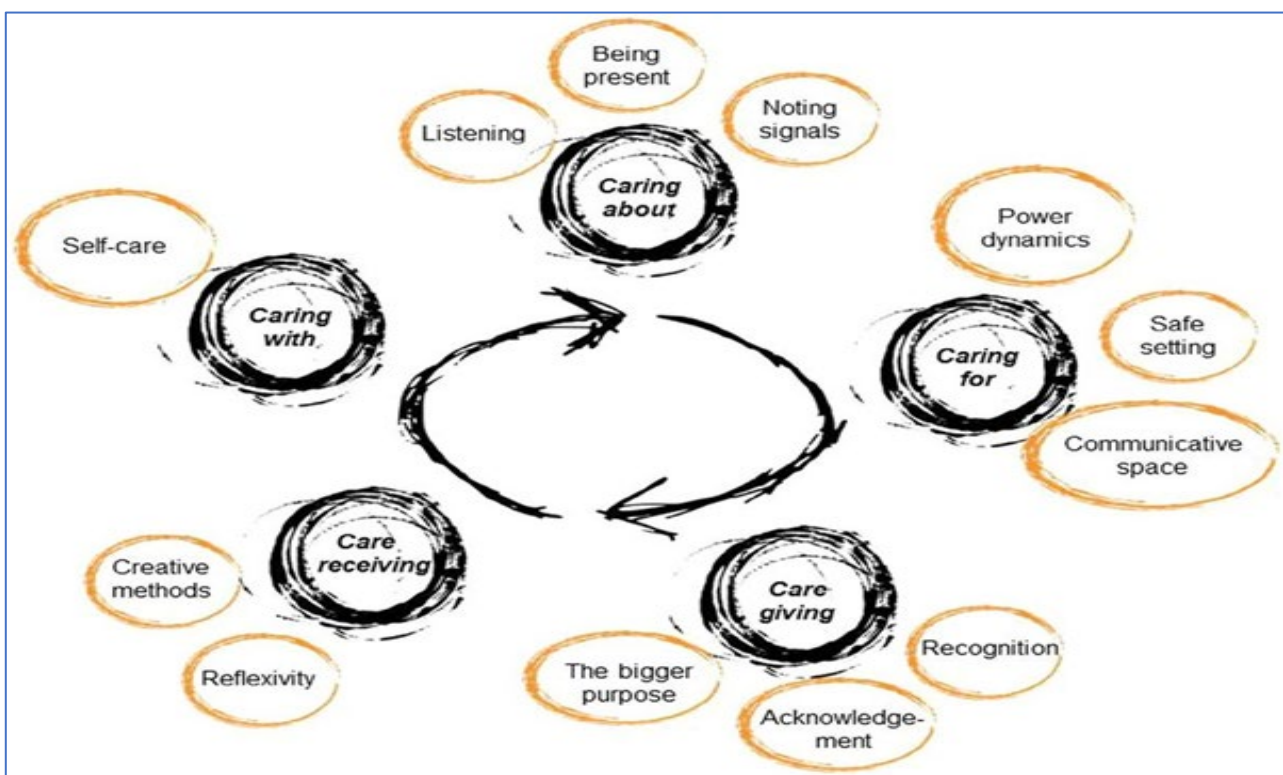 Being
present
Listening
Noting
signals
Caring
about
Self-care
Caring
with
Power
dynamics
Caring
for
Safe
setting
Communicative
space
Care
giving
Recognition
Acknowledge-
ment
The bigger
purpose
Care
receiving
Creative
methods
Reflexivity